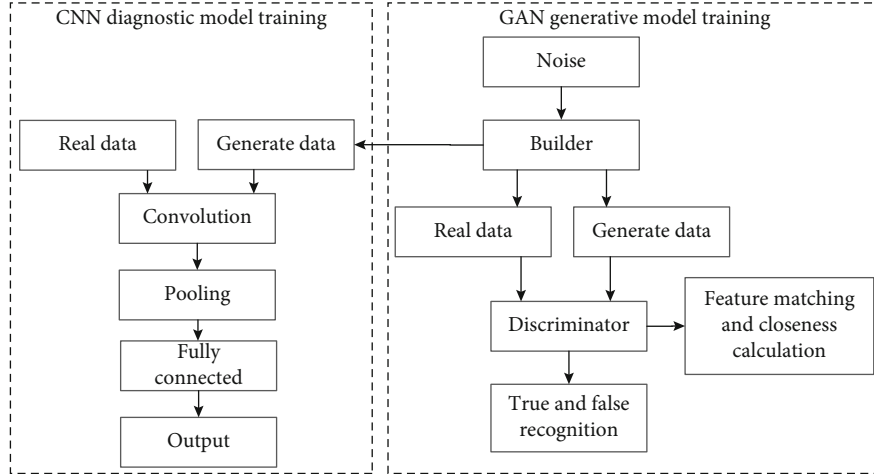 CNN diagnostic model training
Real data
Generate data
Convolution
Pooling
Fully
connected
Output
GAN generative model training
Noise
Builder
Real data
Generate data
Discriminator
Feature matching
and closeness
calculation
True and false
recognition